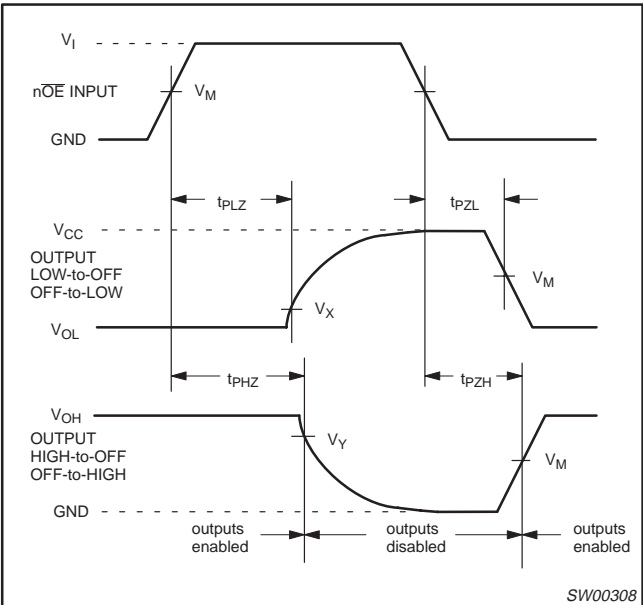 V_I
nOE INPUT
V_M
GND
t_PLZ
t_PZL
V_CC
OUTPUT
LOW-to-OFF
OFF-to-LOW
V_M
V_X
V_OL
t_PHZ
t_PZH
V_OH
OUTPUT
HIGH-to-OFF
OFF-to-HIGH
V_Y
V_M
GND
outputs
enabled
outputs
disabled
outputs
enabled
SW00308